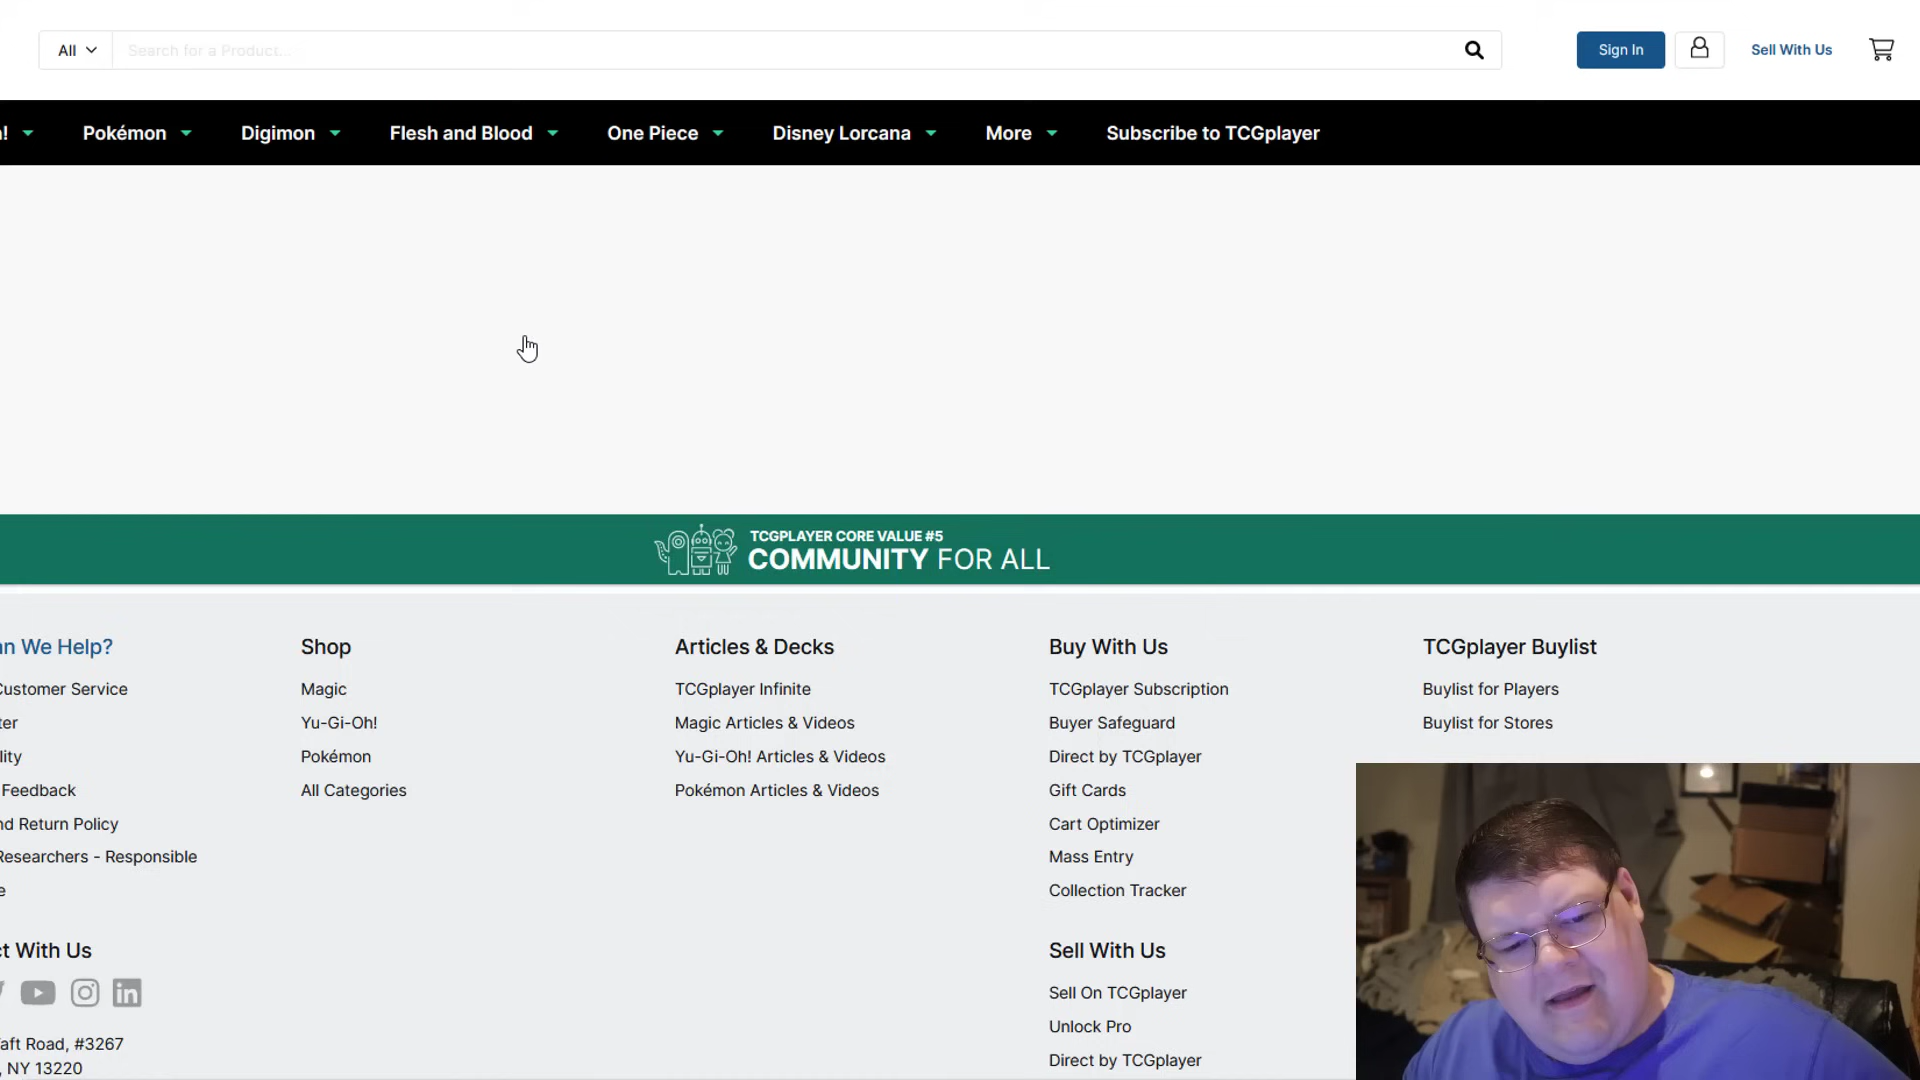 All
Search for a Product...
Sign In
Sell With Us
!
Pokémon
Digimon
Flesh and Blood
One Piece
Disney Lorcana
More
Subscribe to TCGplayer
TCGPLAYER CORE VALUE #5
COMMUNITY FOR ALL
an We Help?
Customer Service
ter
lity
Feedback
nd Return Policy
Researchers - Responsible
e
ct With Us
aft Road, #3267
, NY 13220
Shop
Magic
Yu-Gi-Oh!
Pokémon
All Categories
Articles & Decks
TCGplayer Infinite
Magic Articles & Videos
Yu-Gi-Oh! Articles & Videos
Pokémon Articles & Videos
Buy With Us
TCGplayer Subscription
Buyer Safeguard
Direct by TCGplayer
Gift Cards
Cart Optimizer
Mass Entry
Collection Tracker
Sell With Us
Sell On TCGplayer
Unlock Pro
Direct by TCGplayer
TCGplayer Buylist
Buylist for Players
Buylist for Stores